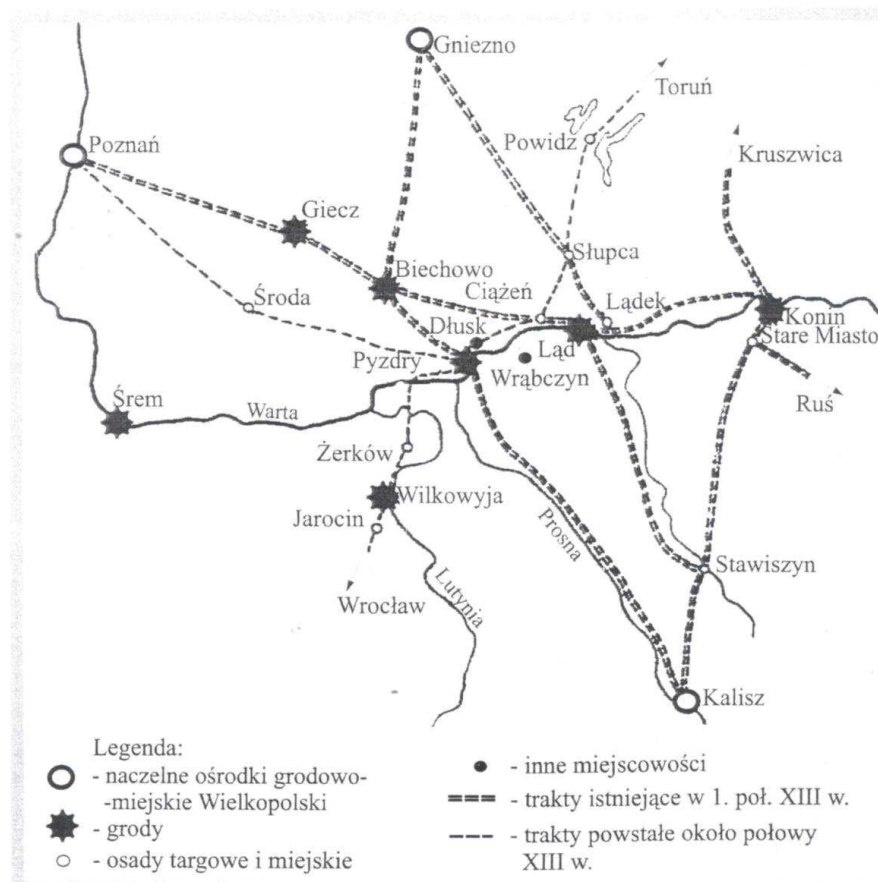 Gniezno
Toruń
Powidz
Poznań
Kruszwica
Giecz
Słupca
Biechowo
Ciążeń
Lądek
Środa
Konin
Dłusk
Stare Miasto
Ląd
Pyzdry
Wrąbczyn
Śrem
Warta
Ruś
Żerków
Wilkowyja
Jarocin
Prosna
Stawiszyn
Wrocław
Lutynia
Kalisz
Legenda:
- naczelne ośrodki grodowo-
-miejskie Wielkopolski
- grody
- osady targowe i miejskie
- inne miejscowości
- trakty istniejące w 1. poł. XIII w.
- trakty powstałe około połowy
XIII w.